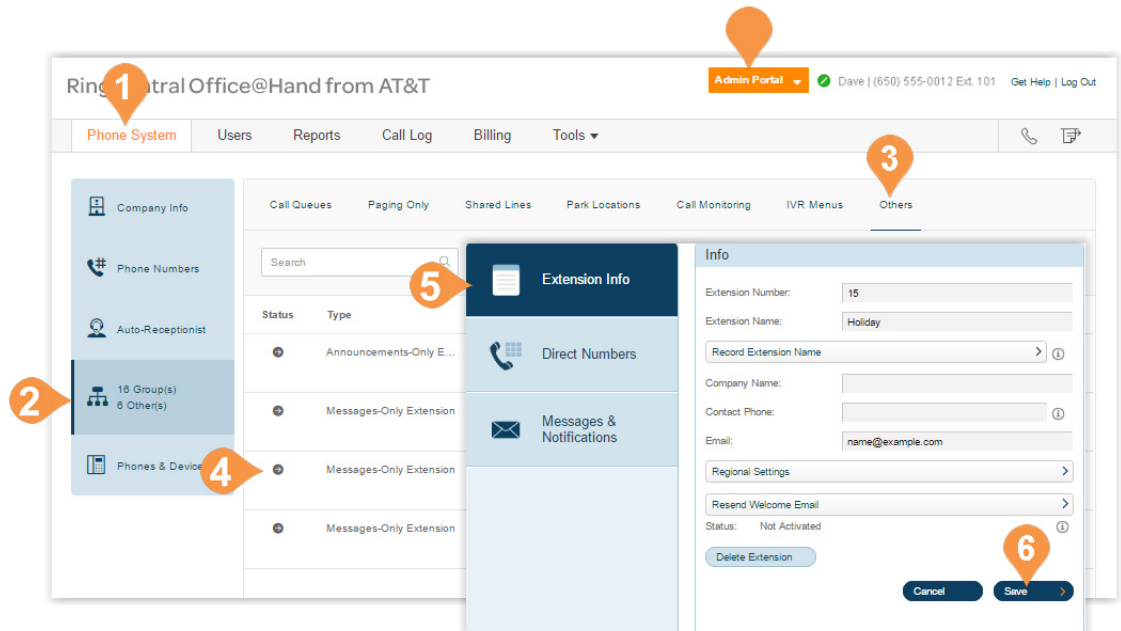 Admin Portal
Dave | (650) 555-0012 Ext. 101
Get Help | Log Out
1
Office@Hand from AT&T
Phone System
Users
Reports
Call Log
Billing
Tools
3
2
Company Info
Phone Numbers
Auto-Receptionist
16 Group(s)
6 Other(s)
Phones &
Call Queues
Paging Only
Shared Lines
Park Locations
Call Monitoring
IVR Menus
Others
Search
5
Status
Type
Announcements-Only E...
Messages-Only Extension
4
Messages-Only Extension
Messages-Only Extension
Extension Info
Direct Numbers
Messages &
Notifications
Info
Extension Number:
15
Extension Name:
Holiday
Record Extension Name
Company Name:
Contact Phone:
Email:
name@example.com
Regional Settings
Resend Welcome Email
Status:
Not Activated
Delete Extension
6
Cancel
Save